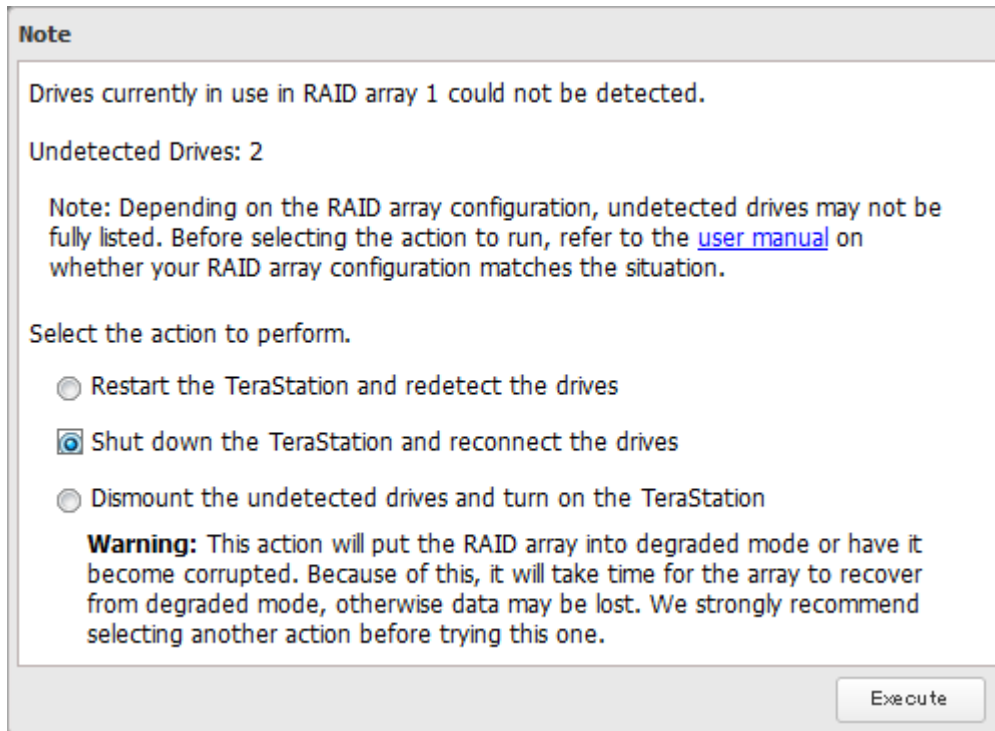 Note
Drives currently in use in RAID array 1 could not be detected.
Undetected Drives: 2
Note: Depending on the RAID array configuration, undetected drives may not be
fully listed. Before selecting the action to run, refer to the user manual on
whether your RAID array configuration matches the situation.
Select the action to perform.
Restart the TeraStation and redetect the drives
Shut down the TeraStation and reconnect the drives
Dismount the undetected drives and turn on the TeraStation
Warning: This action will put the RAID array into degraded mode or have it
become corrupted. Because of this, it will take time for the array to recover
from degraded mode, otherwise data may be lost. We strongly recommend
selecting another action before trying this one.
Execute